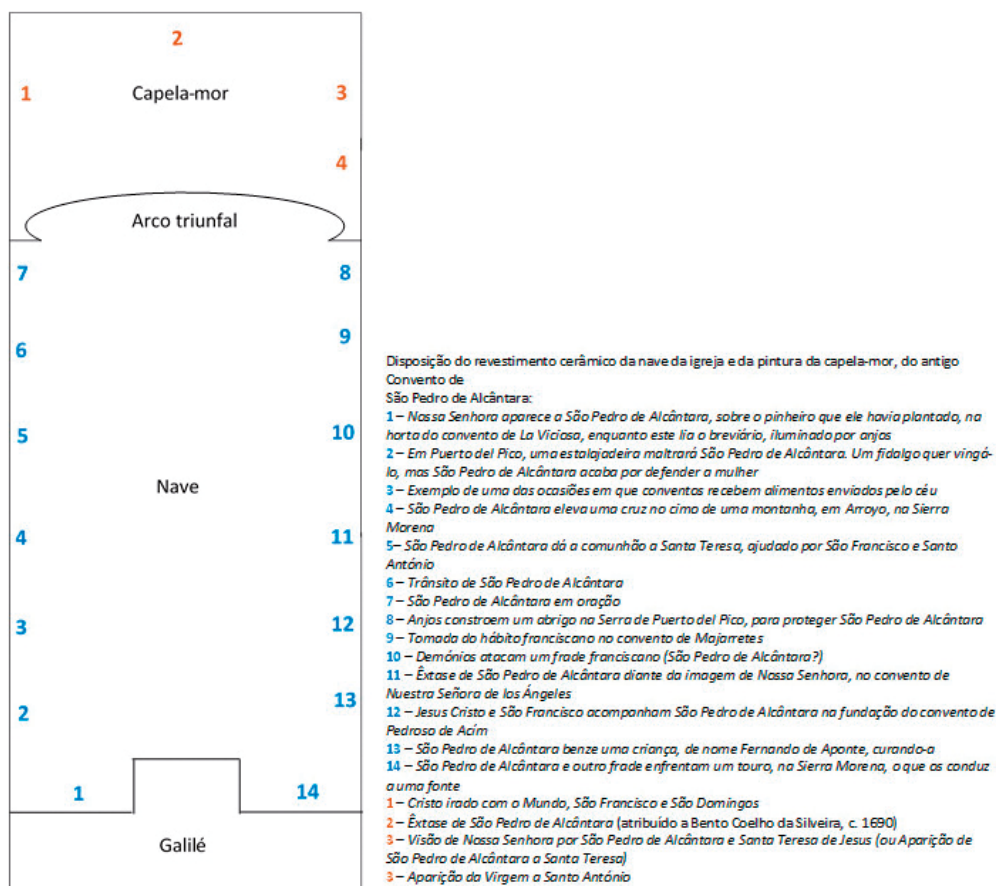 2
1
Capela-mor
3
4
Arco triunfal
7
8
6
9
5
10
Nave
4
11
3
12
2
13
1
14
Galilé
Disposição do revestimento cerâmico da nave da igreja e da pintura da capela-mor, do antigo
Convento de
São Pedro de Alcântara:
1 – Nossa Senhora aparece a São Pedro de Alcântara, sobre o pinheiro que ele havia plantado, na
horta do convento de La Viciosa, enquanto este lia o breviário, iluminado por anjos
2 – Em Puerto del Pico, uma estalajadeira maltrará São Pedro de Alcântara. Um fidalgo quer vingá-
lo, mas São Pedro de Alcântara acaba por defender a mulher
3 – Exemplo de uma das ocasiões em que conventos recebem alimentos enviados pelo céu
4 – São Pedro de Alcântara eleva uma cruz no cimo de uma montanha, em Arroyo, na Sierra
Morena
5– São Pedro de Alcântara dá a comunhão a Santa Teresa, ajudado por São Francisco e Santo
António
6 – Trânsito de São Pedro de Alcântara
7 – São Pedro de Alcântara em oração
8 – Anjos constroem um abrigo na Serra de Puerto del Pico, para proteger São Pedro de Alcântara
9 – Tomada do hábito franciscano no convento de Majarretes
10 – Demónios atacam um frade franciscano (São Pedro de Alcântara?)
11 – Êxtase de São Pedro de Alcântara diante da imagem de Nossa Senhora, no convento de
Nuestra Señora de los Ángeles
12 – Jesus Cristo e São Francisco acompanham São Pedro de Alcântara na fundação do convento de
Pedroso de Acím
13 – São Pedro de Alcântara benze uma criança, de nome Fernando de Aponte, curando-a
14 – São Pedro de Alcântara e outro frade enfrentam um touro, na Sierra Morena, o que os conduz
a uma fonte
1 – Cristo irado com o Mundo, São Francisco e São Domingos
2 – Êxtase de São Pedro de Alcântara (atribuído a Bento Coelho da Silveira, c. 1690)
3 – Visão de Nossa Senhora por São Pedro de Alcântara e Santa Teresa de Jesus (ou Aparição de
São Pedro de Alcântara a Santa Teresa)
3 – Aparição da Virgem a Santo António